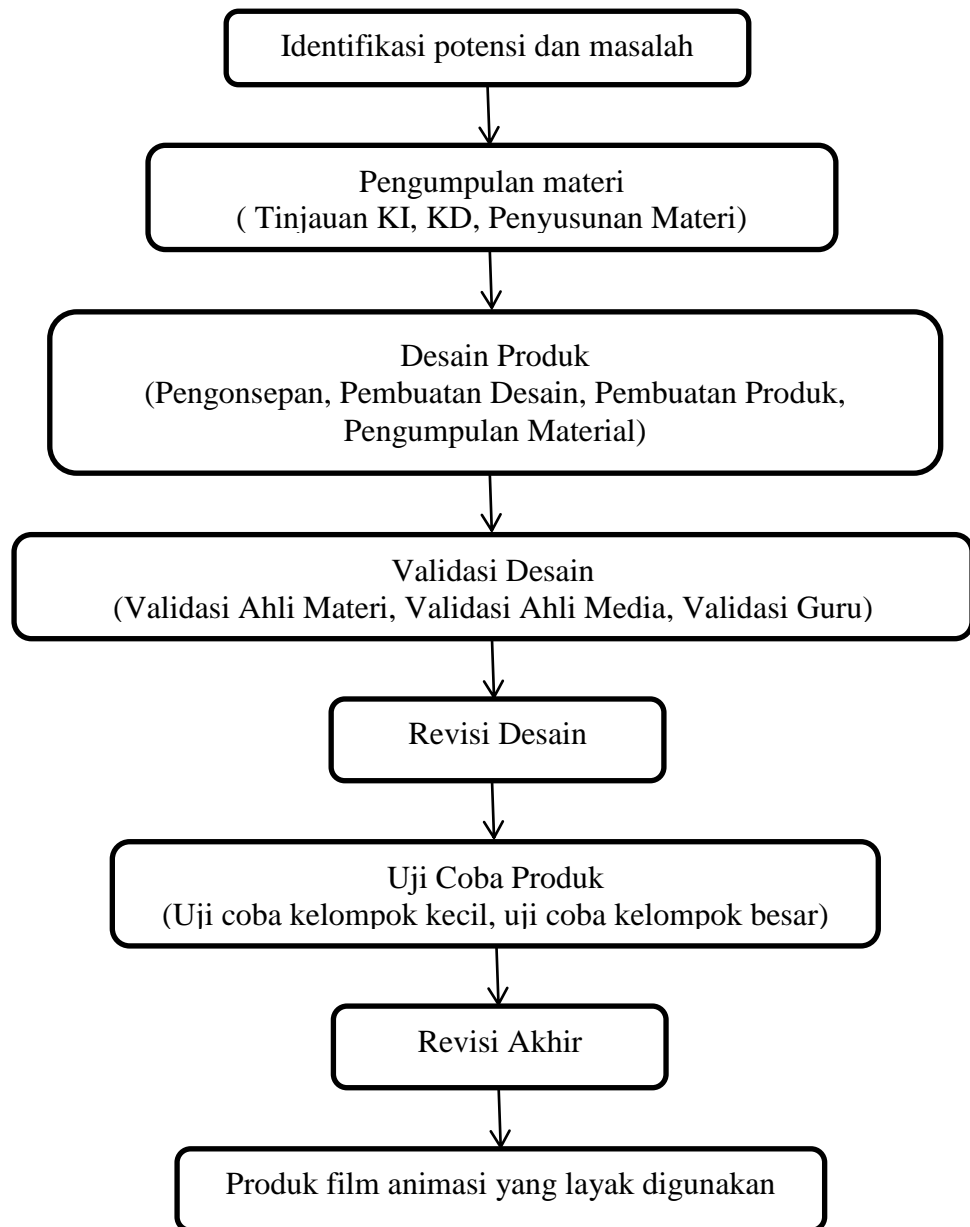 Identifikasi potensi dan masalah
Pengumpulan materi
( Tinjauan KI, KD, Penyusunan Materi)
Desain Produk
(Pengonsepan, Pembuatan Desain, Pembuatan Produk,
Pengumpulan Material)
Validasi Desain
(Validasi Ahli Materi, Validasi Ahli Media, Validasi Guru)
Revisi Desain
Uji Coba Produk
(Uji coba kelompok kecil, uji coba kelompok besar)
Revisi Akhir
Produk film animasi yang layak digunakan